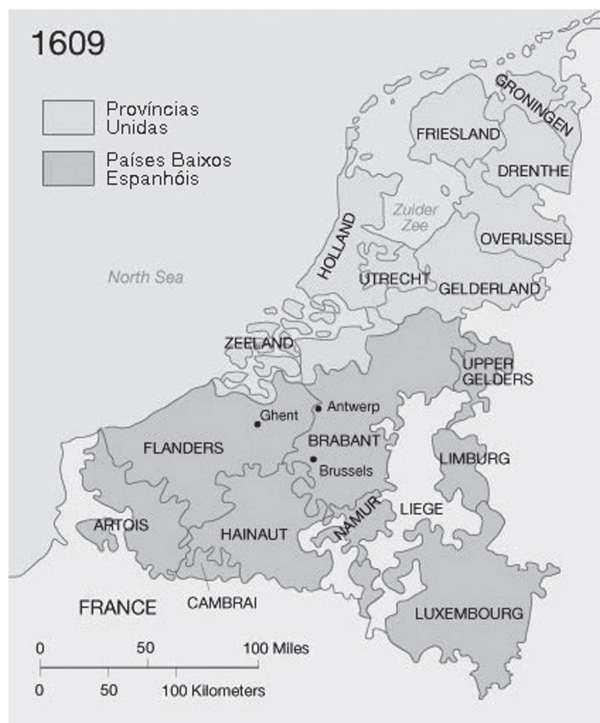 1609
Províncias
Unidas
Países Baixos
Espanhóis
GRONINGEN
FRIESLAND
DRENTHE
Zuider
Zee
HOLLAND
OVERIJSSEL
North Sea
UTRECHT
GELDERLAND
ZEELAND
UPPER
GELDERS
Antwerp
Ghent
BRABANT
FLANDERS
LIMBURG
Brussels
NAMUR
LIEGE
ARTOIS
HAINAUT
FRANCE
CAMBRAI
LUXEMBOURG
0 50 100 Miles
0 50 100 Kilometers